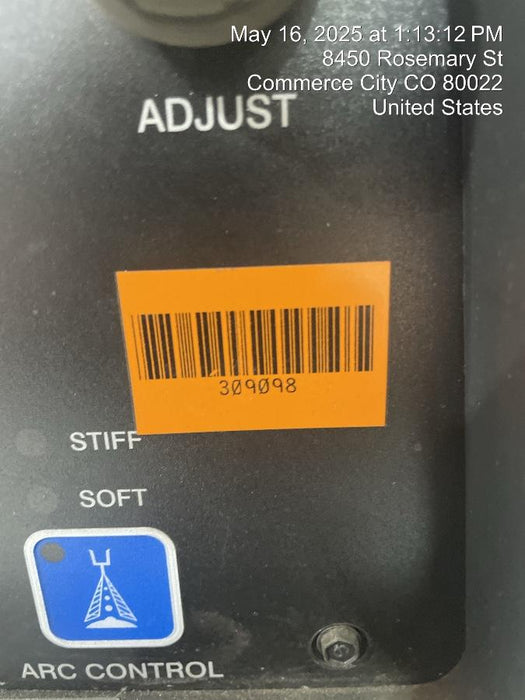 May 16, 2025 at 1:13:12 PM
8450 Rosemary St
Commerce City CO 80022
United States
ADJUST
309098
STIFF
SOFT
ARC CONTROL